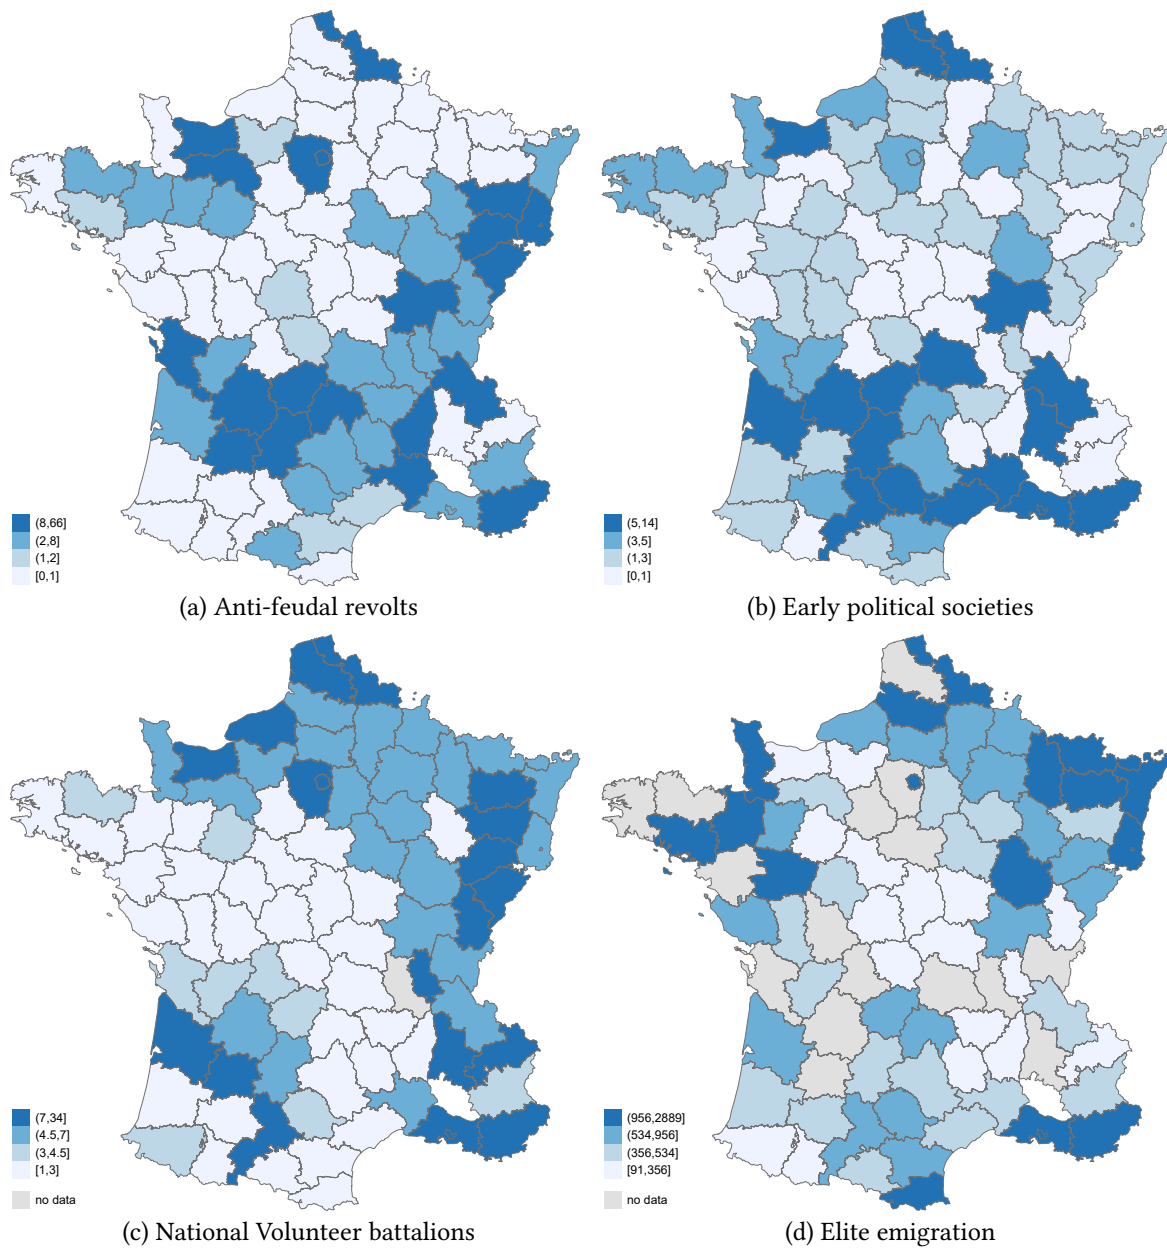 (8,66]
(2,8]
(1,2]
[0,1]
(a) Anti-feudal revolts
(5,14]
(3,5]
(1,3]
[0,1]
(b) Early political societies
(7,34]
(4.5,7]
(3,4.5]
[1,3]
no data
(c) National Volunteer battalions
(956,2889]
(534,956]
(356,534]
[91,356]
no data
(d) Elite emigration